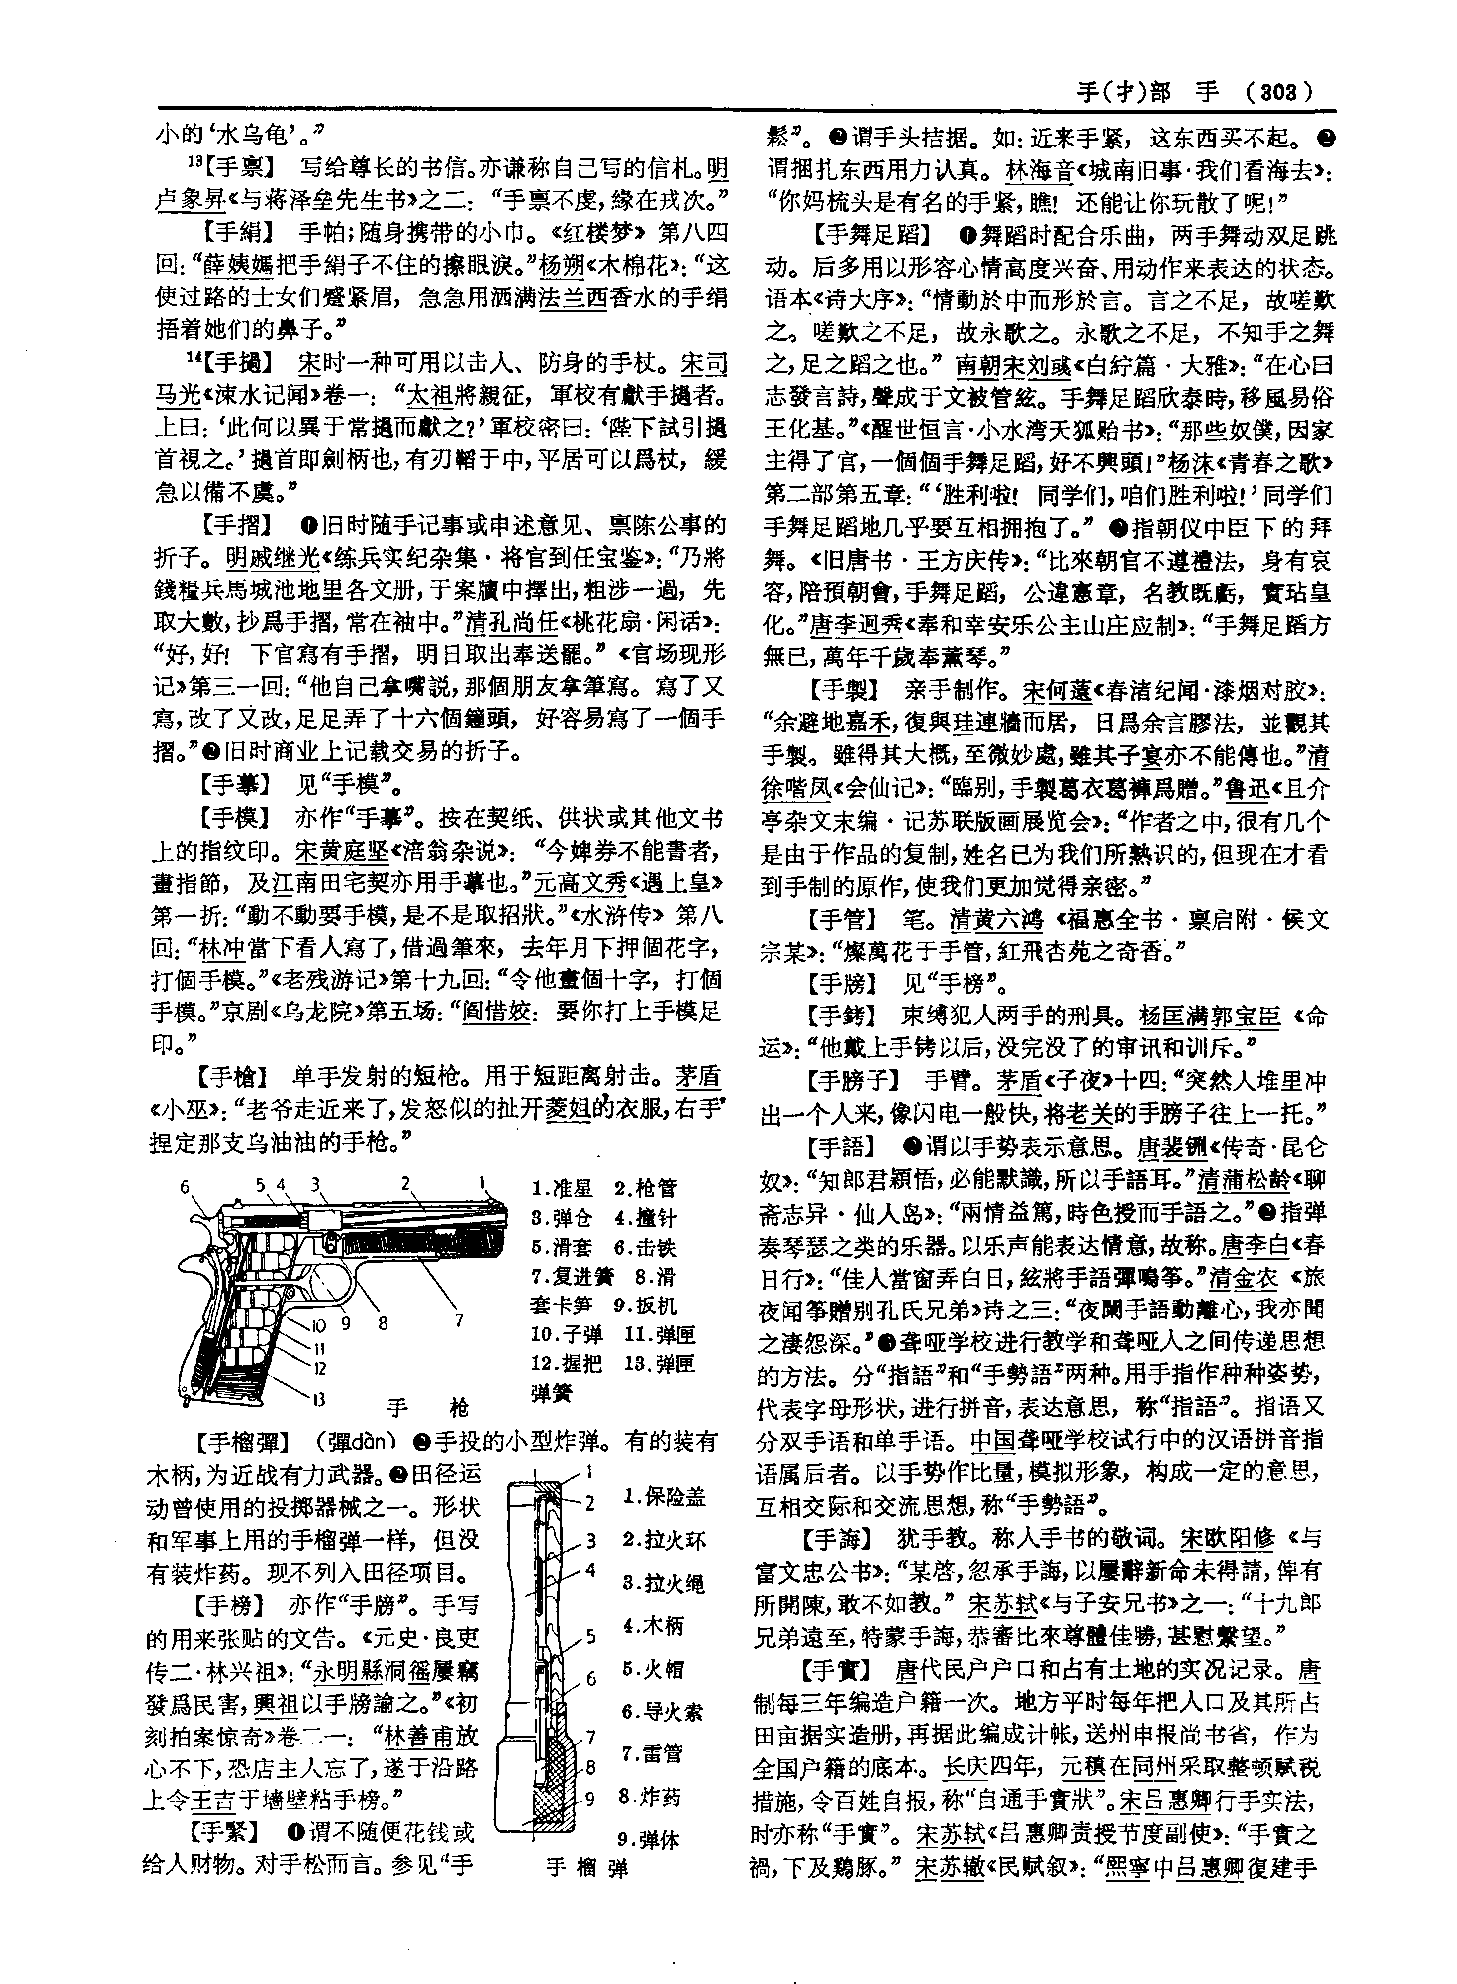 手(扌)部　手　(303)
小的‘水乌龟’。”
13【手禀】　写给尊长的书信。亦谦称自己写的信札。明
卢象昇《与蒋泽垒先生书》之二：“手禀不虔，緣在戎次。”
【手絹】　手帕；随身携带的小巾。《红楼梦》第八四
回：“薛姨媽把手絹子不住的擦眼淚。”杨朔《木棉花》：“这
使过路的士女们蹙紧眉，急急用洒满法兰西香水的手绢
捂着她们的鼻子。”
14【手撾】　宋时一种可用以击人、防身的手杖。宋司
马光《涑水记闻》卷一：“太祖將親征，軍校有獻手撾者。
上曰：‘此何以異于常撾而獻之？’軍校密曰：‘陛下試引撾
首視之。’撾首即劍柄也，有刃韜于中，平居可以爲杖，緩
急以備不虞。”
【手摺】　❶旧时随手记事或申述意见、禀陈公事的
折子。明戚继光《练兵实纪杂集·将官到任宝鉴》：“乃將
錢糧兵馬城池地里各文册，于案牘中擇出，粗涉一過，先
取大數，抄爲手摺，常在袖中。”清孔尚任《桃花扇·闲话》：
“好，好！下官寫有手摺，明日取出奉送罷。”《官场现形
记》第三一回：“他自己拿嘴説，那個朋友拿筆寫。寫了又
寫，改了又改，足足弄了十六個鐘頭，好容易寫了一個手
摺。”❷旧时商业上记载交易的折子。
【手摹】　见“手模”。
【手模】　亦作“手摹”。按在契纸、供状或其他文书
上的指纹印。宋黄庭坚《涪翁杂说》：“今婢券不能書者，
畫指節，及江南田宅契亦用手摹也。”元高文秀《遇上皇》
第一折：“動不動要手模，是不是取招狀。”《水浒传》第八
回：“林冲當下看人寫了，借過筆來，去年月下押個花字，
打個手模。”《老残游记》第十九回：“令他畫個十字，打個
手模。”京剧《乌龙院》第五场：“阎惜姣：要你打上手模足
印。”
【手槍】　单手发射的短枪。用于短距离射击。茅盾
《小巫》：“老爷走近来了，发怒似的扯开菱姐的衣服，右手
捏定那支乌油油的手枪。”
6 5 4 3 2 1
10 9 8 7
11
12
13
手　枪
1.准星　2.枪管
3.弹仓　4.撞针
5.滑套　6.击铁
7.复进簧　8.滑
套卡笋　9.扳机
10.子弹　11.弹匣
12.握把　13.弹匣
弹簧
【手榴彈】　（彈dàn）❶手投的小型炸弹。有的装有
木柄，为近战有力武器。❷田径运
动曾使用的投掷器械之一。形状
和军事上用的手榴弹一样，但没
有装炸药。现不列入田径项目。
【手榜】　亦作“手牓”。手写
的用来张贴的文告。《元史·良吏
传二·林兴祖》：“永明縣洞徭屢竊
發爲民害，興祖以手牓諭之。”《初
刻拍案惊奇》卷二一：“林善甫放
心不下，恐店主人忘了，遂于沿路
上令王吉于墻壁粘手榜。”
【手緊】　❶谓不随便花钱或
给人财物。对手松而言。参见“手
1
2
3
4
5
6
7
8
9
1.保险盖
2.拉火环
3.拉火绳
4.木柄
5.火帽
6.导火索
7.雷管
8.炸药
9.弹体
手榴弹
鬆”。❷谓手头拮据。如：近来手紧，这东西买不起。❸
谓捆扎东西用力认真。林海音《城南旧事·我们看海去》：
“你妈梳头是有名的手紧，瞧！还能让你玩散了呢！”
【手舞足蹈】　❶舞蹈时配合乐曲，两手舞动双足跳
动。后多用以形容心情高度兴奋、用动作来表达的状态。
语本《诗大序》：“情動於中而形於言。言之不足，故嗟歎
之。嗟歎之不足，故永歌之。永歌之不足，不知手之舞
之，足之蹈之也。”南朝宋刘彧《白紵篇·大雅》：“在心曰
志發言詩，聲成于文被管絃。手舞足蹈欣泰時，移風易俗
王化基。”《醒世恒言·小水湾天狐贻书》：“那些奴僕，因家
主得了官，一個個手舞足蹈，好不興頭！”杨沫《青春之歌》
第二部第五章：“‘胜利啦！同学们，咱们胜利啦！’同学们
手舞足蹈地几乎要互相拥抱了。”❷指朝仪中臣下的拜
舞。《旧唐书·王方庆传》：“比來朝官不遵禮法，身有哀
容，陪預朝會，手舞足蹈，公違憲章，名教既虧，實玷皇
化。”唐李迥秀《奉和幸安乐公主山庄应制》：“手舞足蹈方
無已，萬年千歲奉薰琴。”
【手製】　亲手制作。宋何薳《春渚纪闻·漆烟对胶》：
“余避地嘉禾，復與珪連牆而居，日爲余言膠法，並觀其
手製。雖得其大概，至微妙處，雖其子宴亦不能傳也。”清
徐喈凤《会仙记》：“臨别，手製葛衣葛褲爲贈。”鲁迅《且介
亭杂文末编·记苏联版画展览会》：“作者之中，很有几个
是由于作品的复制，姓名已为我们所熟识的，但现在才看
到手制的原作，使我们更加觉得亲密。”
【手管】　笔。清黄六鸿《福惠全书·禀启附·候文
宗某》：“燦萬花于手管，紅飛杏苑之奇香。”
【手牓】　见“手榜”。
【手銬】　束缚犯人两手的刑具。杨匡满郭宝臣《命
运》：“他戴上手铐以后，没完没了的审讯和训斥。”
【手膀子】　手臂。茅盾《子夜》十四：“突然人堆里冲
出一个人来，像闪电一般快，将老关的手膀子往上一托。”
【手語】　❶谓以手势表示意思。唐裴铏《传奇·昆仑
奴》：“知郎君穎悟，必能默識，所以手語耳。”清蒲松龄《聊
斋志异·仙人岛》：“兩情益篤，時色授而手語之。”❷指弹
奏琴瑟之类的乐器。以乐声能表达情意，故称。唐李白《春
日行》：“佳人當窗弄白日，絃將手語彈鳴筝。”清金农《旅
夜闻筝赠别孔氏兄弟》诗之三：“夜闌手語動離心，我亦聞
之凄怨深。”❸聋哑学校进行教学和聋哑人之间传递思想
的方法。分“指語”和“手勢語”两种。用手指作种种姿势，
代表字母形状，进行拼音，表达意思，称“指語”。指语又
分双手语和单手语。中国聋哑学校试行中的汉语拼音指
语属后者。以手势作比量，模拟形象，构成一定的意思，
互相交际和交流思想，称“手勢語”。
【手誨】　犹手教。称人手书的敬词。宋欧阳修《与
富文忠公书》：“某啓，忽承手誨，以屢辭新命未得請，俾有
所開陳，敢不如教。”宋苏轼《与子安兄书》之一：“十九郎
兄弟遠至，特蒙手誨，恭審比來尊體佳勝，甚慰繫望。”
【手實】　唐代民户户口和占有土地的实况记录。唐
制每三年编造户籍一次。地方平时每年把人口及其所占
田亩据实造册，再据此编成计帐，送州申报尚书省，作为
全国户籍的底本。长庆四年，元稹在同州采取整顿赋税
措施，令百姓自报，称“自通手實狀”。宋吕惠卿行手实法，
时亦称“手實”。宋苏轼《吕惠卿责授节度副使》：“手實之
禍，下及鷄豚。”宋苏辙《民赋叙》：“熙寧中吕惠卿復建手